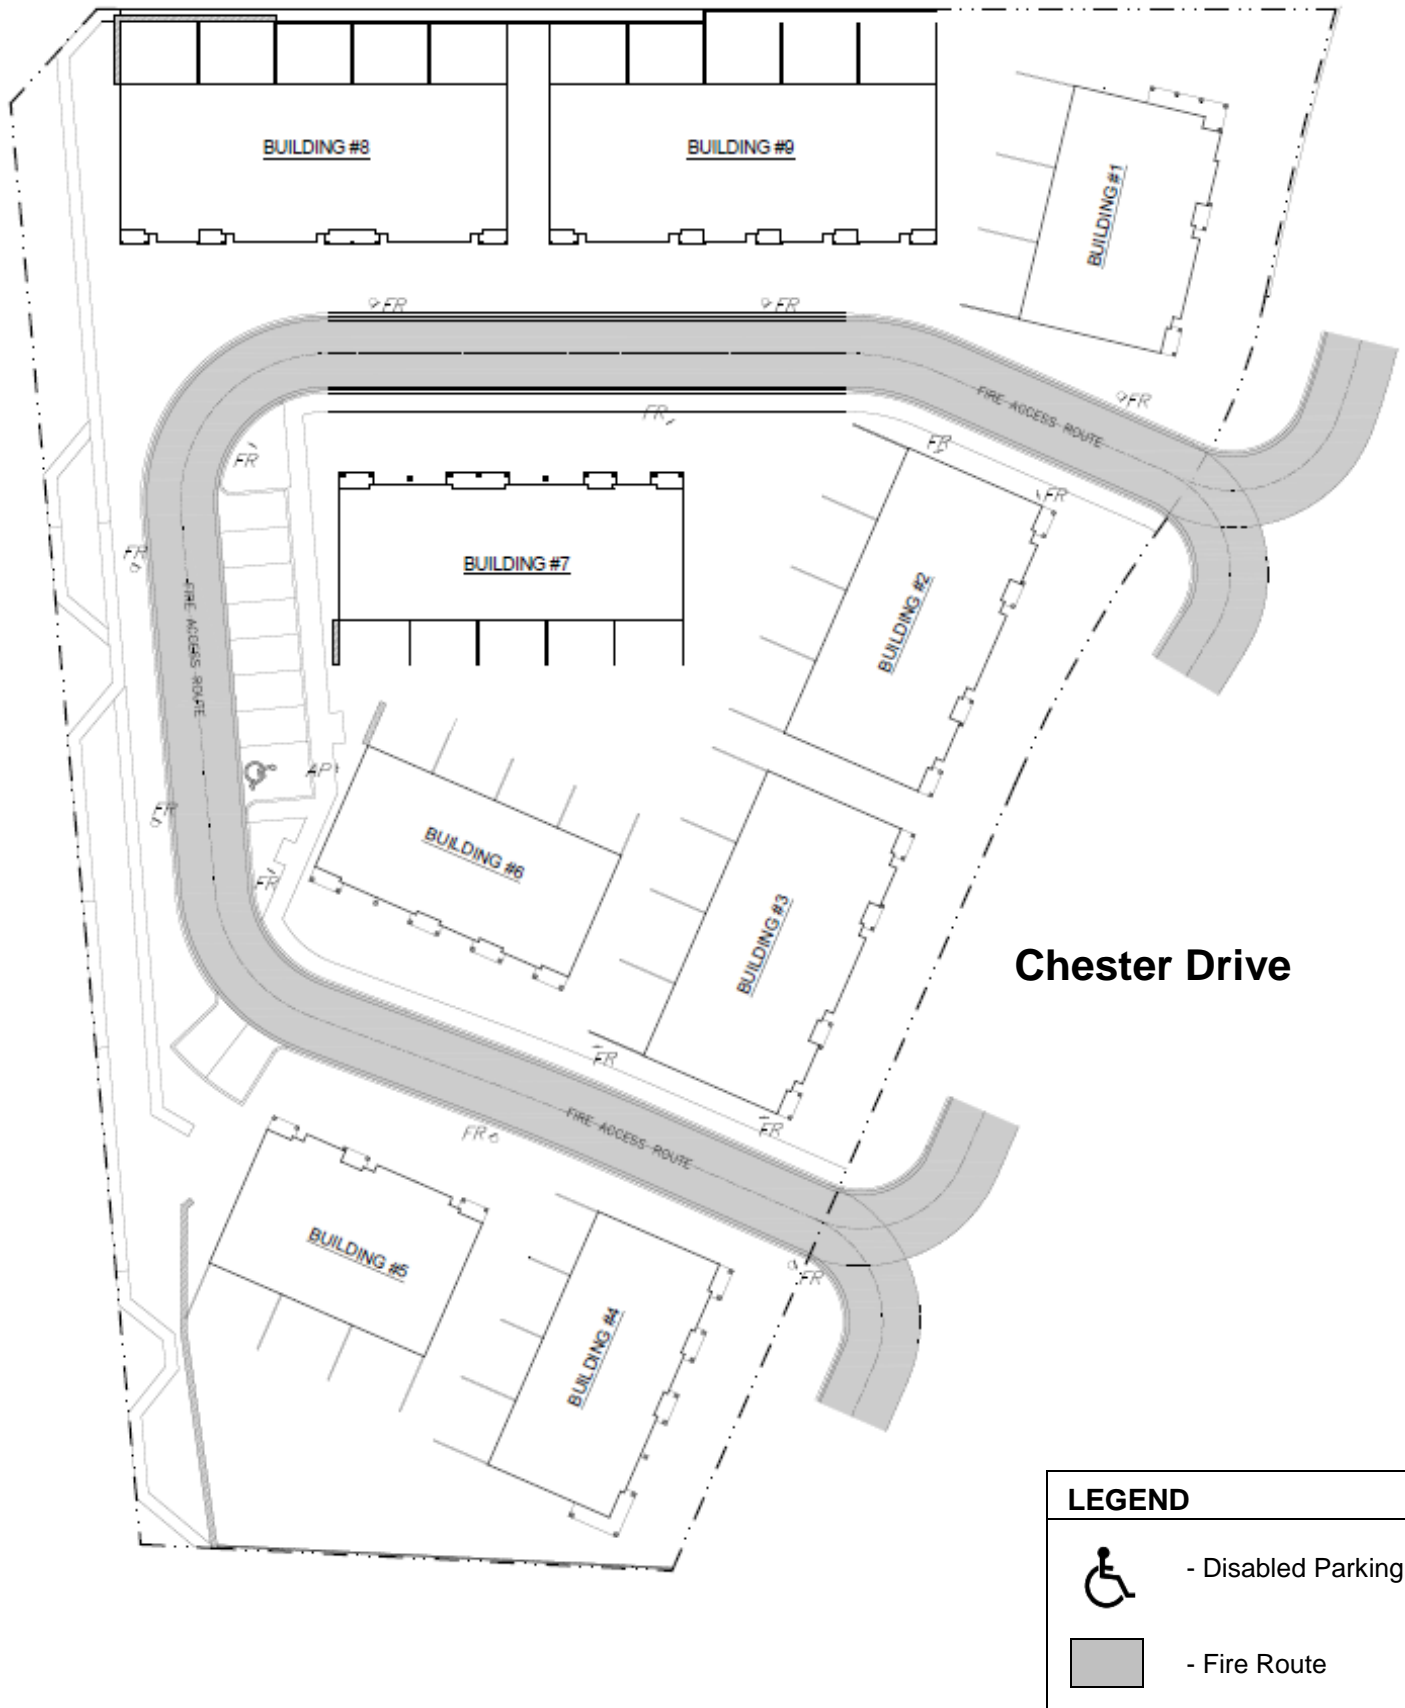 BUILDING #8
BUILDING #9
BUILDING #1
FR
FR
FIRE ACCESS ROUTE
FR
FR
FR
FR
FR
FR
BUILDING #7
BUILDING #2
FIRE ACCESS ROUTE
AP
FR
BUILDING #6
FR
BUILDING #3
Chester Drive
FR
FIRE ACCESS ROUTE
FR
FR
BUILDING #5
FR
BUILDING #4
LEGEND
- Disabled Parking
- Fire Route